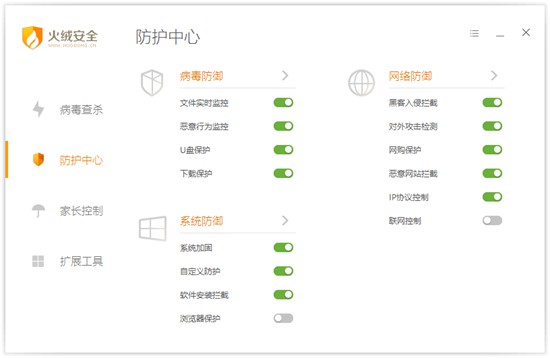 火绒安全
WWW.HUORONG.CN
防护中心
病毒查杀
防护中心
家长控制
扩展工具
病毒防御
文件实时监控
恶意行为监控
U盘保护
下载保护
系统防御
系统加固
自定义防护
软件安装拦截
浏览器保护
网络防御
黑客入侵拦截
对外攻击检测
网购保护
恶意网站拦截
IP协议控制
联网控制